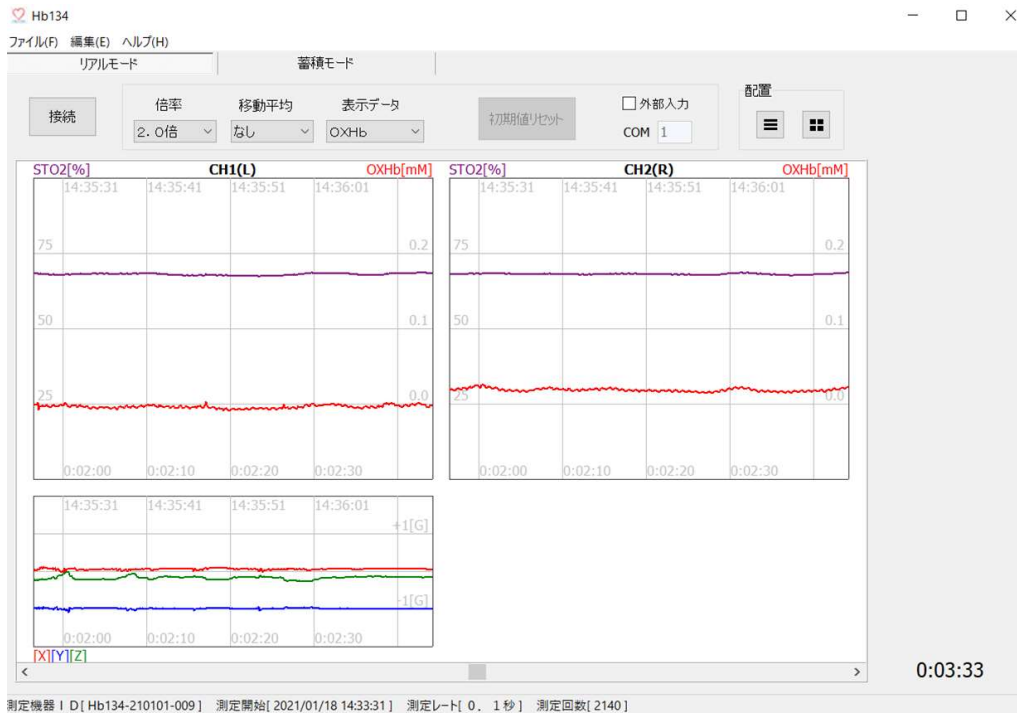 Hb134
ファイル(F) 編集(E) ヘルプ(H)
リアルモード 蓄積モード
接続
倍率 移動平均 表示データ
2.0倍 なし OXHb
初期値リセット
外部入力
COM 1
配置
STO2[%] CH1(L) OXHb[mM]
14:35:31 14:35:41 14:35:51 14:36:01
75 0.2
50 0.1
25 0.0
0:02:00 0:02:10 0:02:20 0:02:30
STO2[%] CH2(R) OXHb[mM]
14:35:31 14:35:41 14:35:51 14:36:01
75 0.2
50 0.1
25 0.0
0:02:00 0:02:10 0:02:20 0:02:30
14:35:31 14:35:41 14:35:51 14:36:01
+1[G]
-1[G]
0:02:00 0:02:10 0:02:20 0:02:30
[X][Y][Z]
0:03:33
測定機器ID[Hb134-210101-009] 測定開始[2021/01/18 14:33:31] 測定レート[0.1秒] 測定回数[2140]